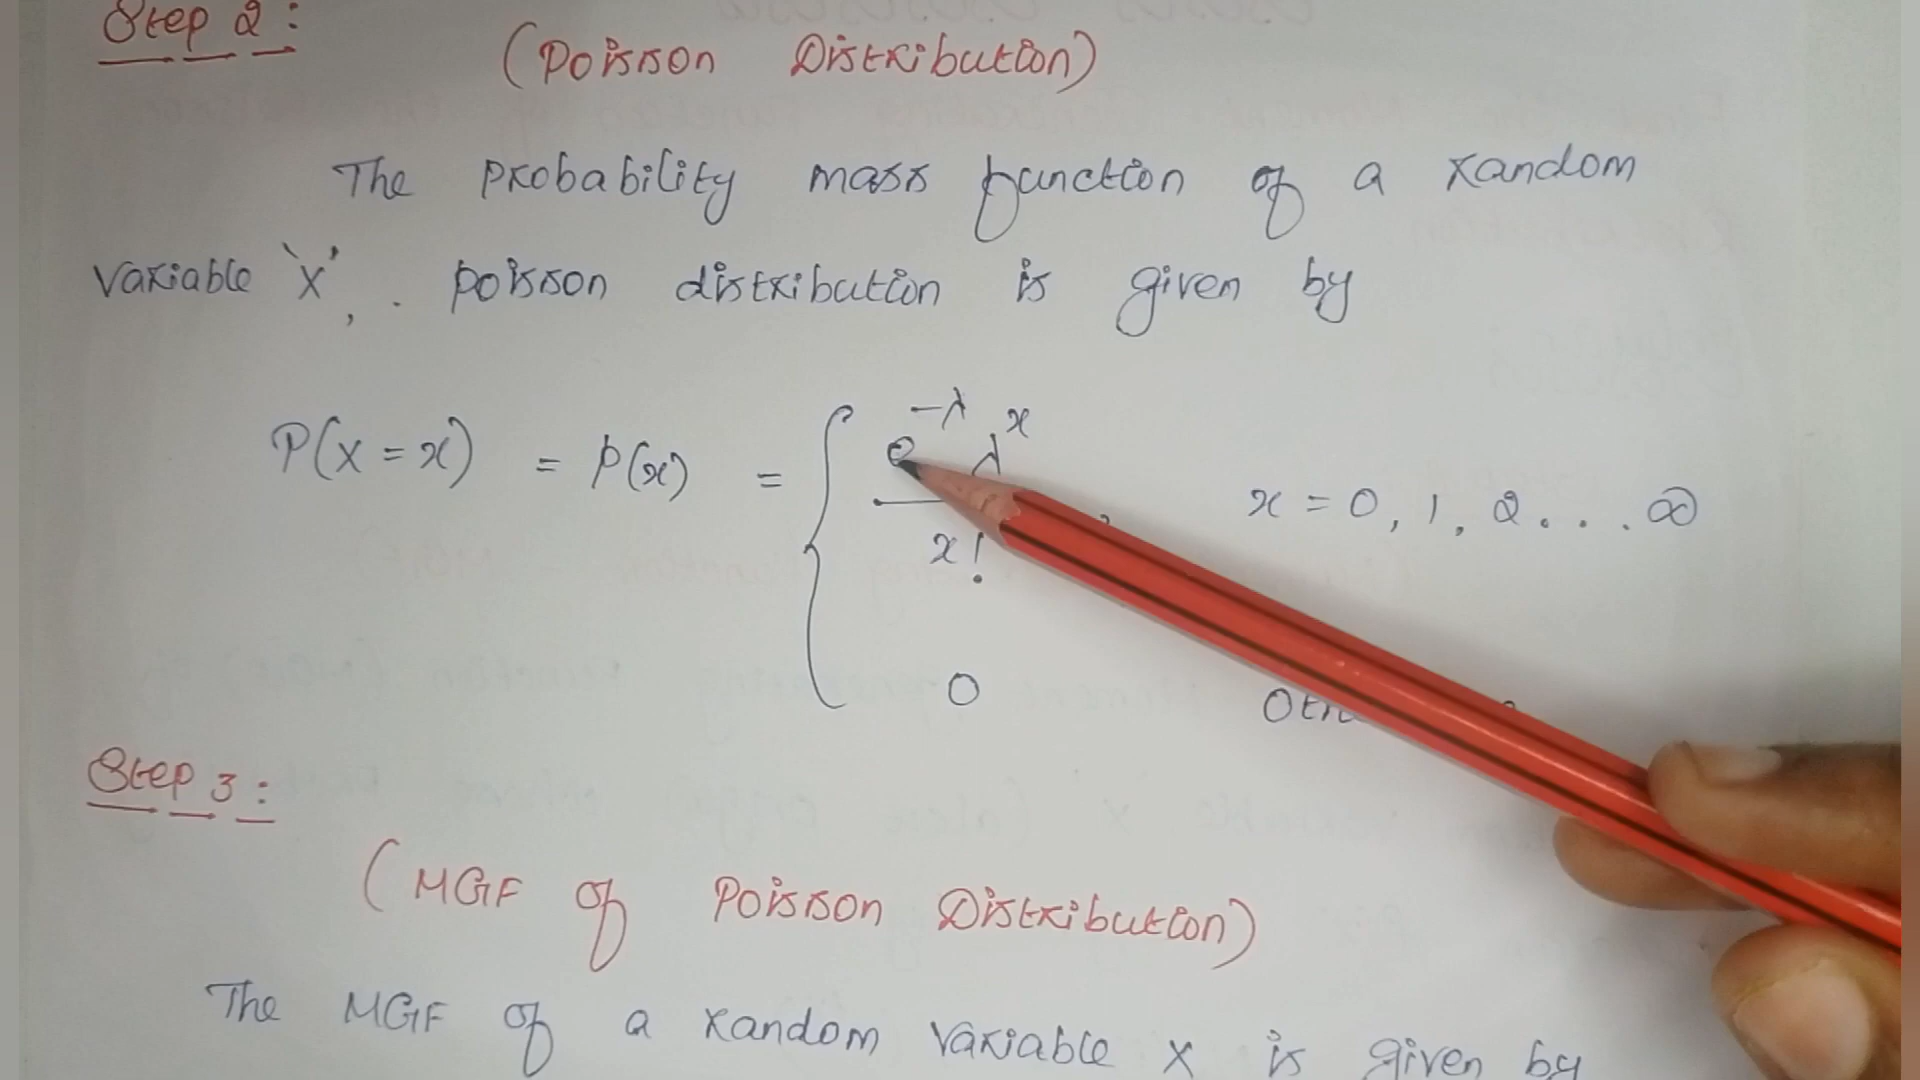 Step 2:
(Poisson Distribution)
The probability mass function of a random
variable 'X', . poisson distribution is given by
P(X = x) = p(x) = { e^{-λ} λ^x / x! , x = 0, 1, 2 . . . ∞
0
Step 3:
(MGF of Poisson Distribution)
The MGF of a random variable X is given by